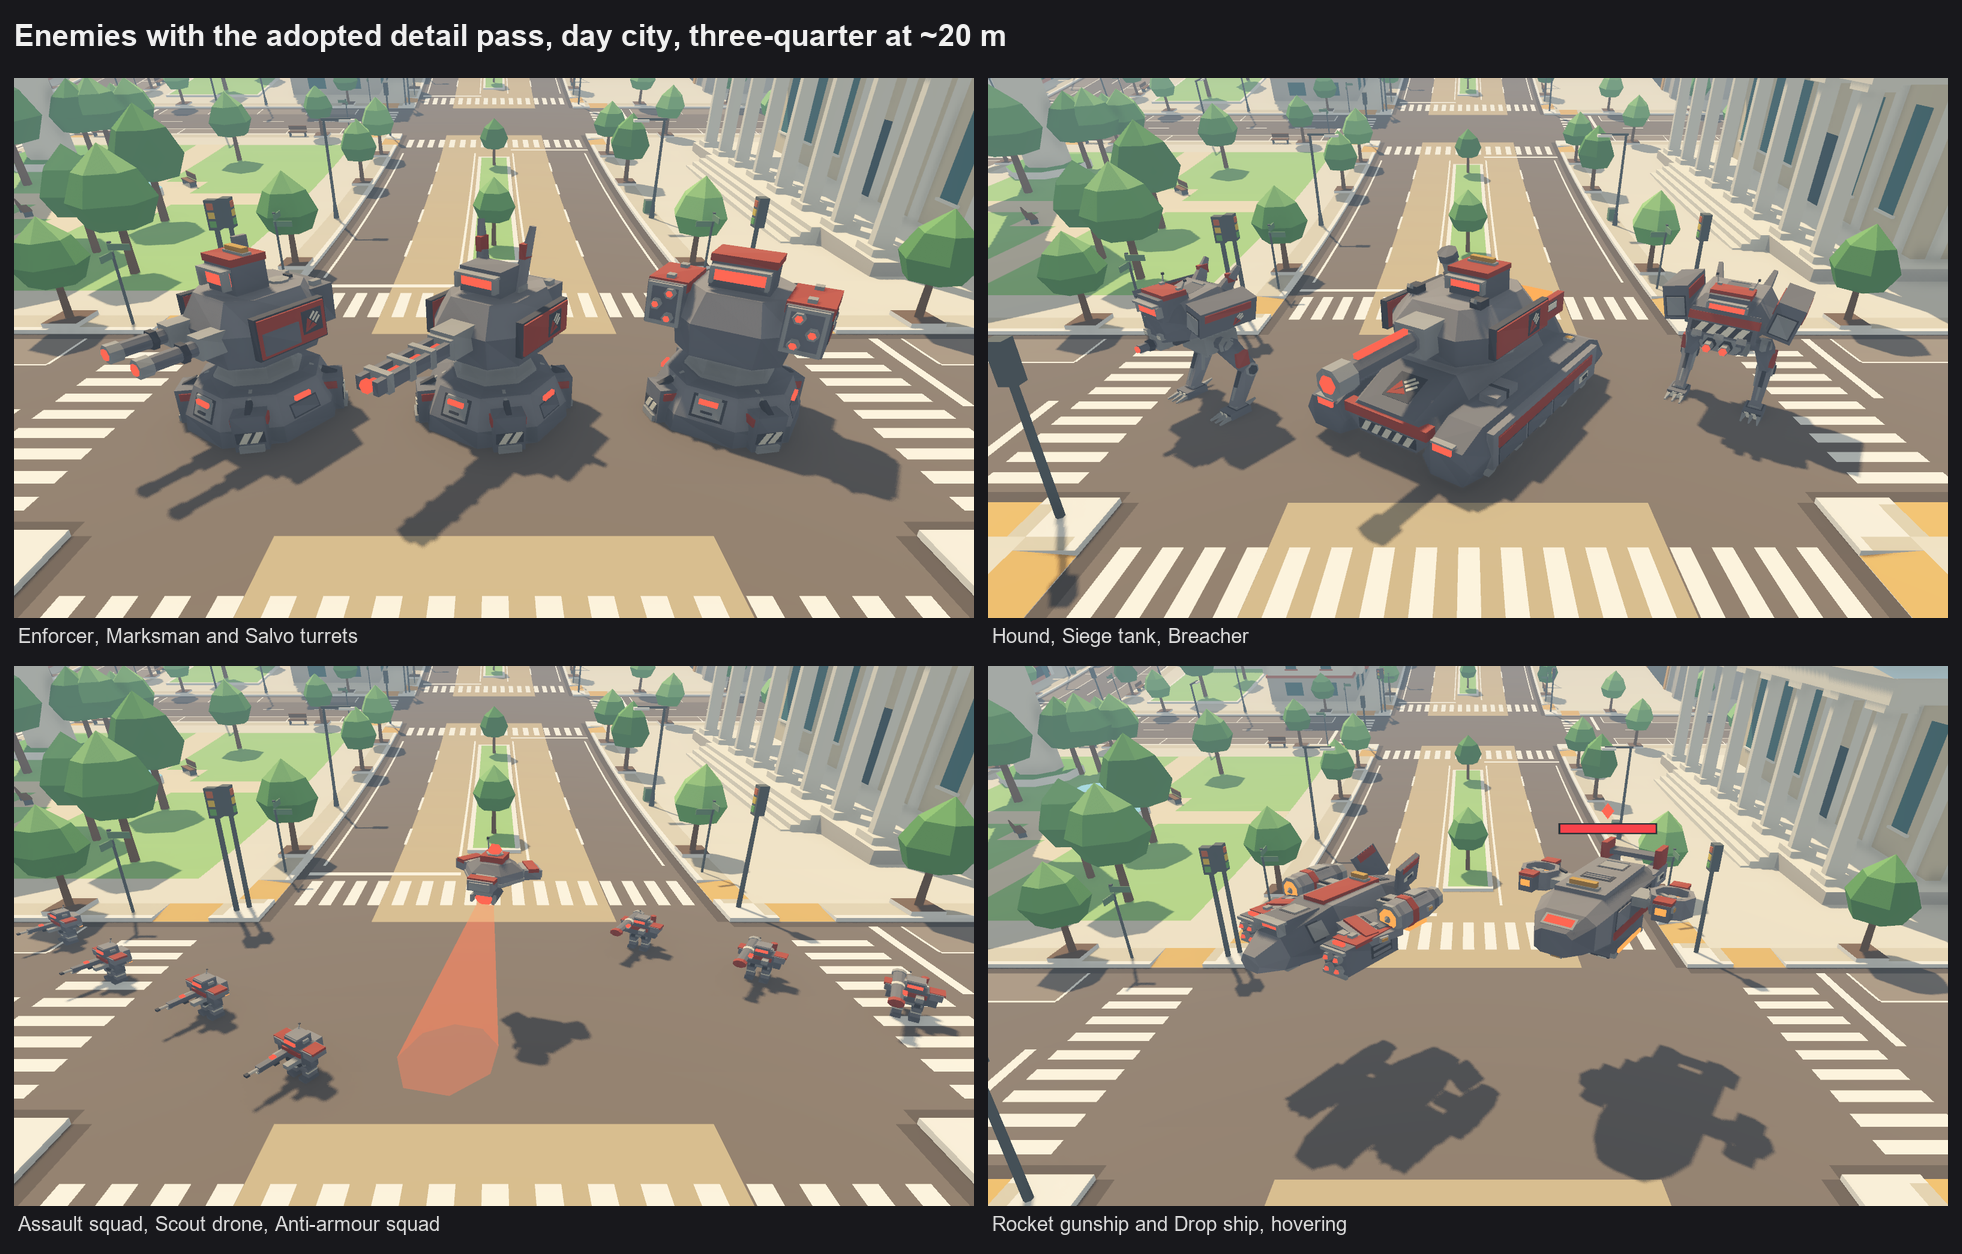 Enemies with the adopted detail pass, day city, three-quarter at ~20 m
Enforcer, Marksman and Salvo turrets
Hound, Siege tank, Breacher
Assault squad, Scout drone, Anti-armour squad
Rocket gunship and Drop ship, hovering